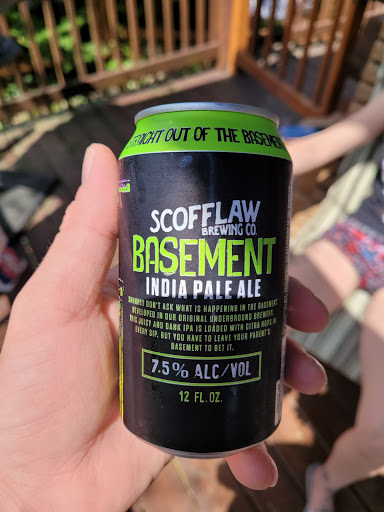 STRAIGHT OUT OF THE BASEMENT
SCOFFLAW
BREWING CO.
BASEMENT
INDIA PALE ALE
DON'T ASK WHAT IS HAPPENING IN THE BASEMENT.
DEVELOPED IN OUR ORIGINAL UNDERGROUND BREWERY,
THIS JUICY AND DANK IPA IS LOADED WITH CITRA HOPS IN
EVERY SIP. BUT YOU HAVE TO LEAVE YOUR PARENT'S
BASEMENT TO GET IT.
7.5% ALC/VOL
12 FL. OZ.